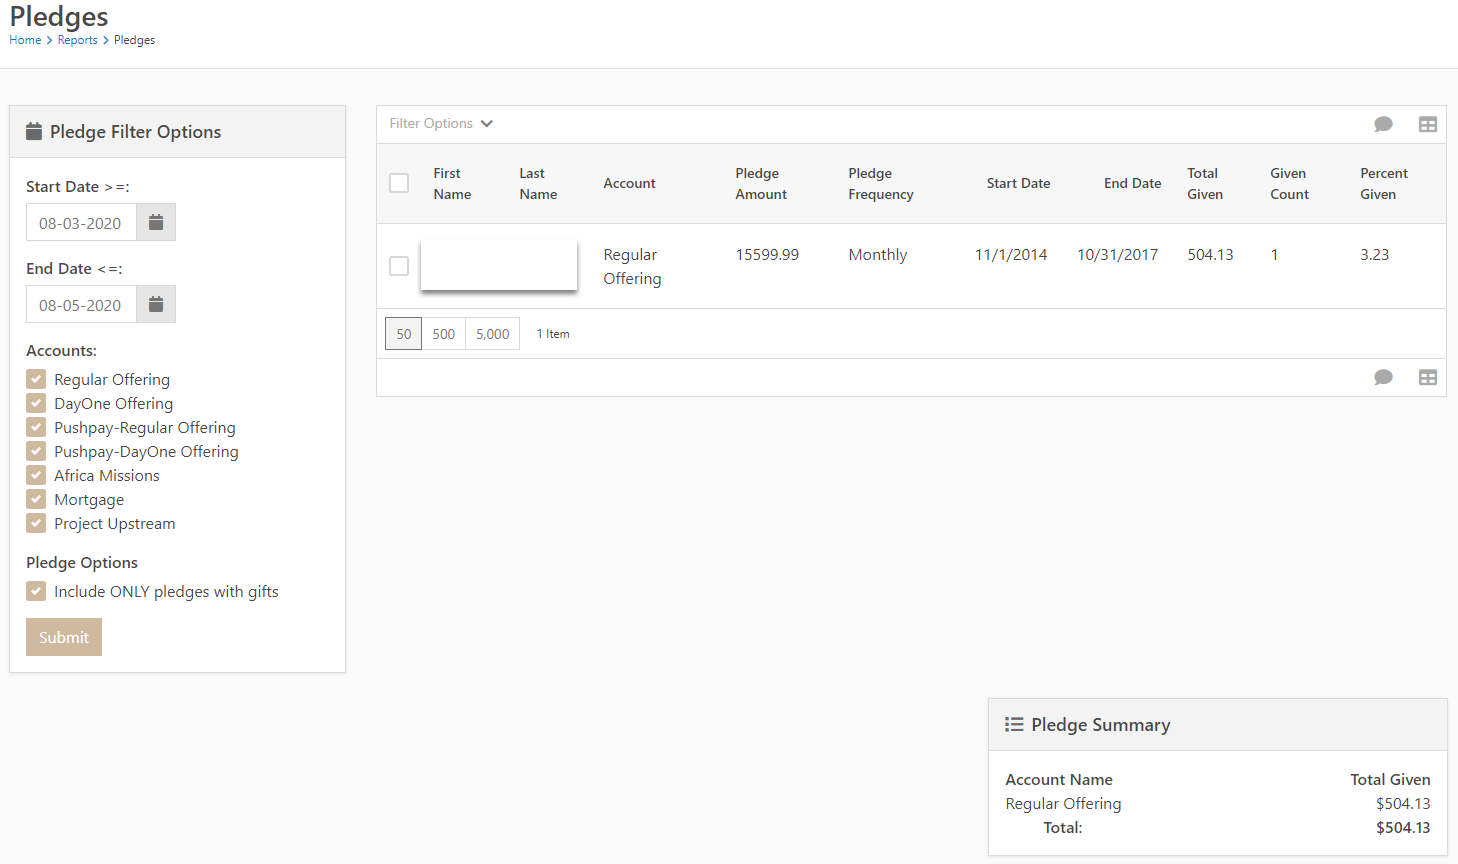 Pledges
Home > Reports > Pledges
Pledge Filter Options
Start Date >=:
08-03-2020
End Date <=:
08-05-2020
Accounts:
Regular Offering
DayOne Offering
Pushpay-Regular Offering
Pushpay-DayOne Offering
Africa Missions
Mortgage
Project Upstream
Pledge Options
Include ONLY pledges with gifts
Submit
Filter Options
First Name Last Name Account Pledge Amount Pledge Frequency Start Date End Date Total Given Given Count Percent Given
Regular Offering 15599.99 Monthly 11/1/2014 10/31/2017 504.13 1 3.23
50 500 5,000 1 Item
Pledge Summary
Account Name Total Given
Regular Offering $504.13
Total: $504.13